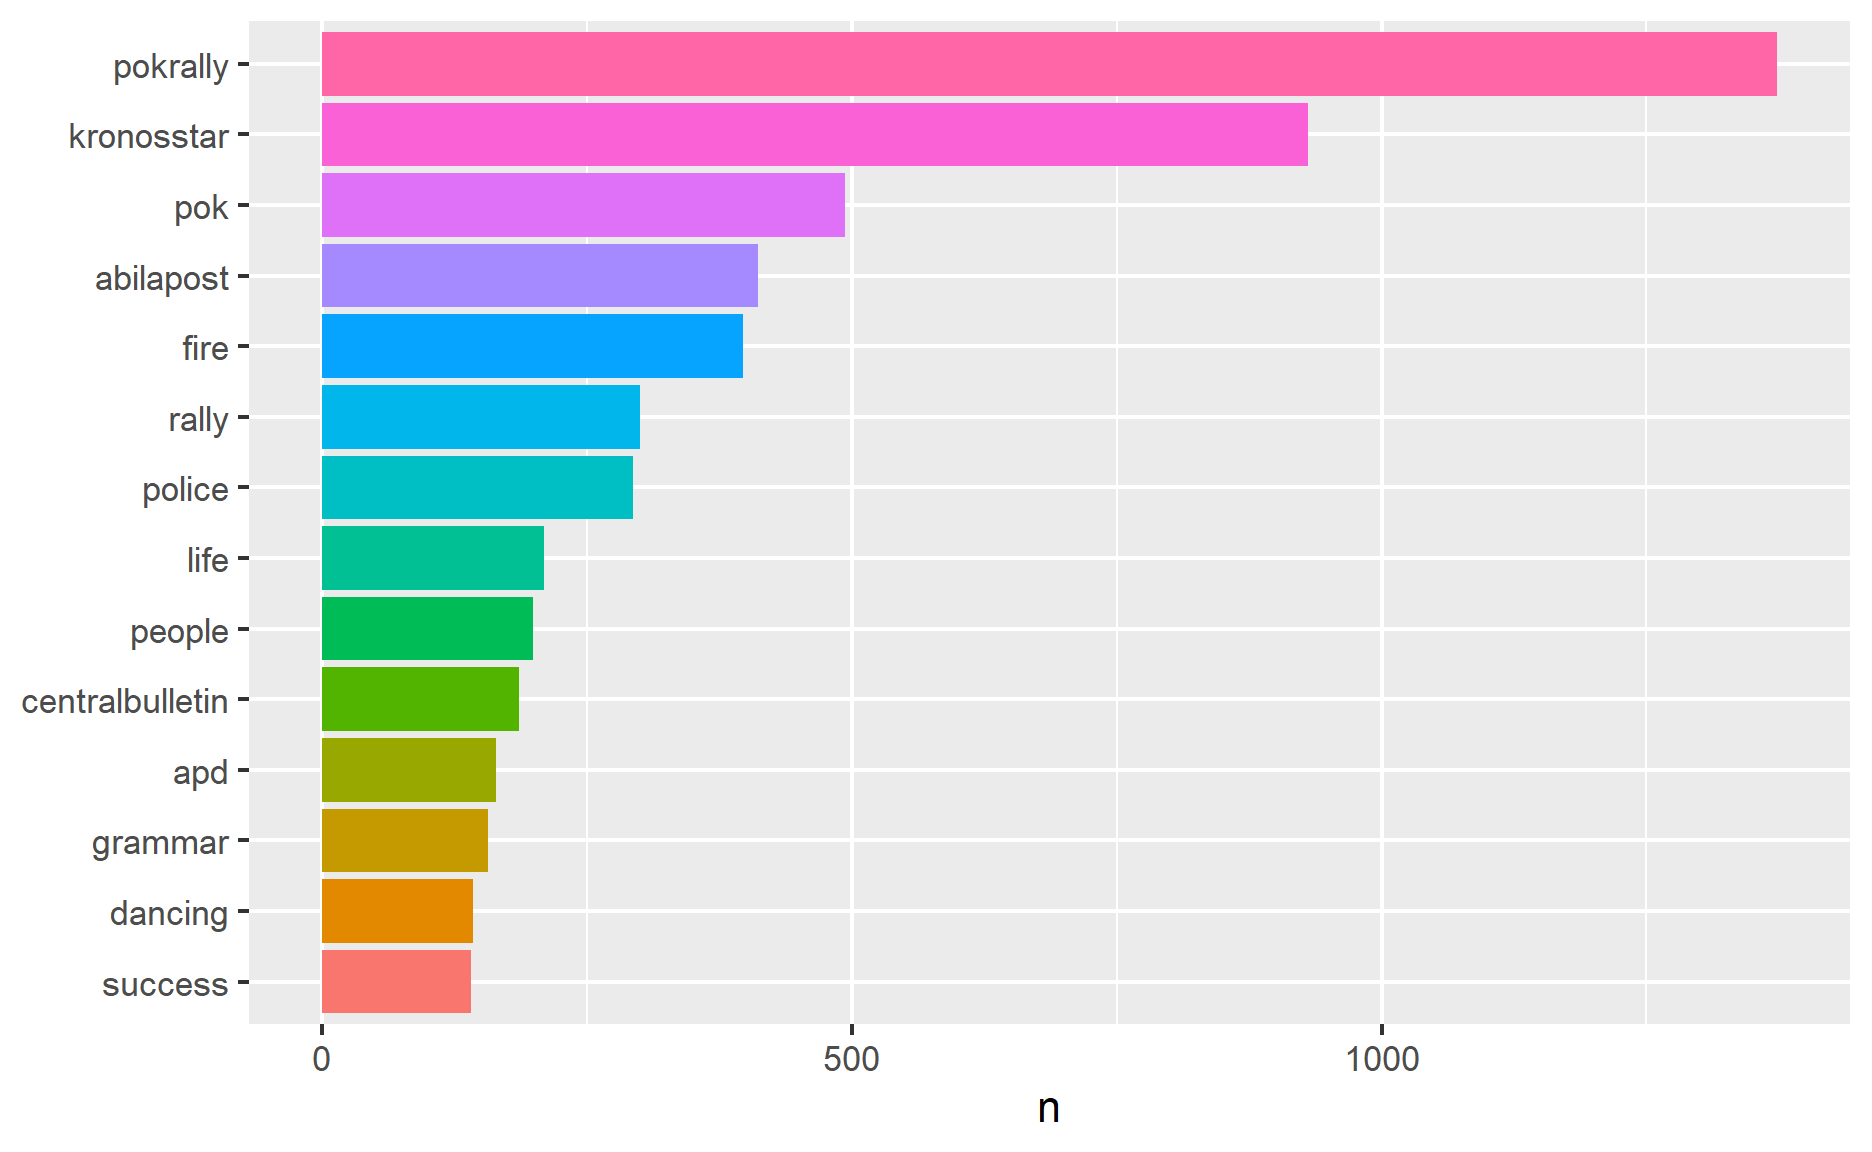 pokrally
kronosstar
pok
abilapost
fire
rally
police
life
people
centralbulletin
apd
grammar
dancing
success
0 500 1000
n